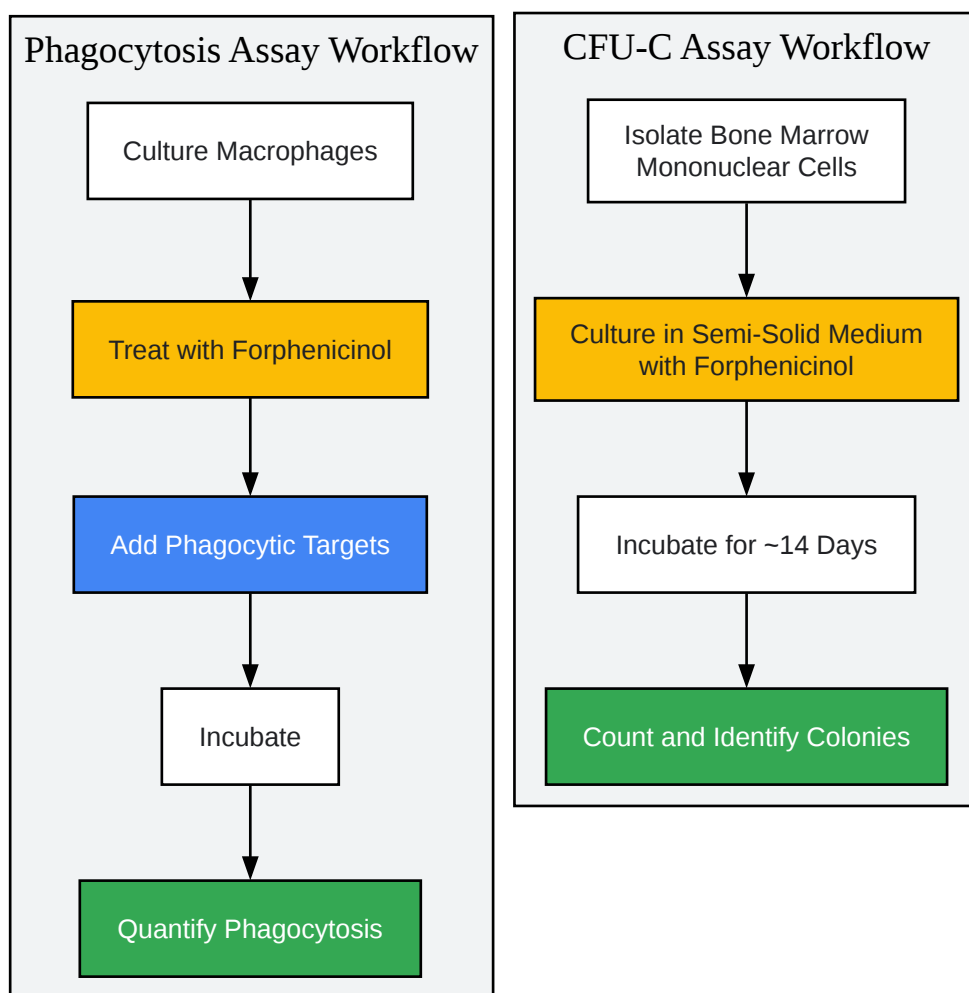 Phagocytosis Assay Workflow
Culture Macrophages
Treat with Forphenicinol
Add Phagocytic Targets
Incubate
Quantify Phagocytosis
CFU-C Assay Workflow
Isolate Bone Marrow
Mononuclear Cells
Culture in Semi-Solid Medium
with Forphenicinol
Incubate for ~14 Days
Count and Identify Colonies